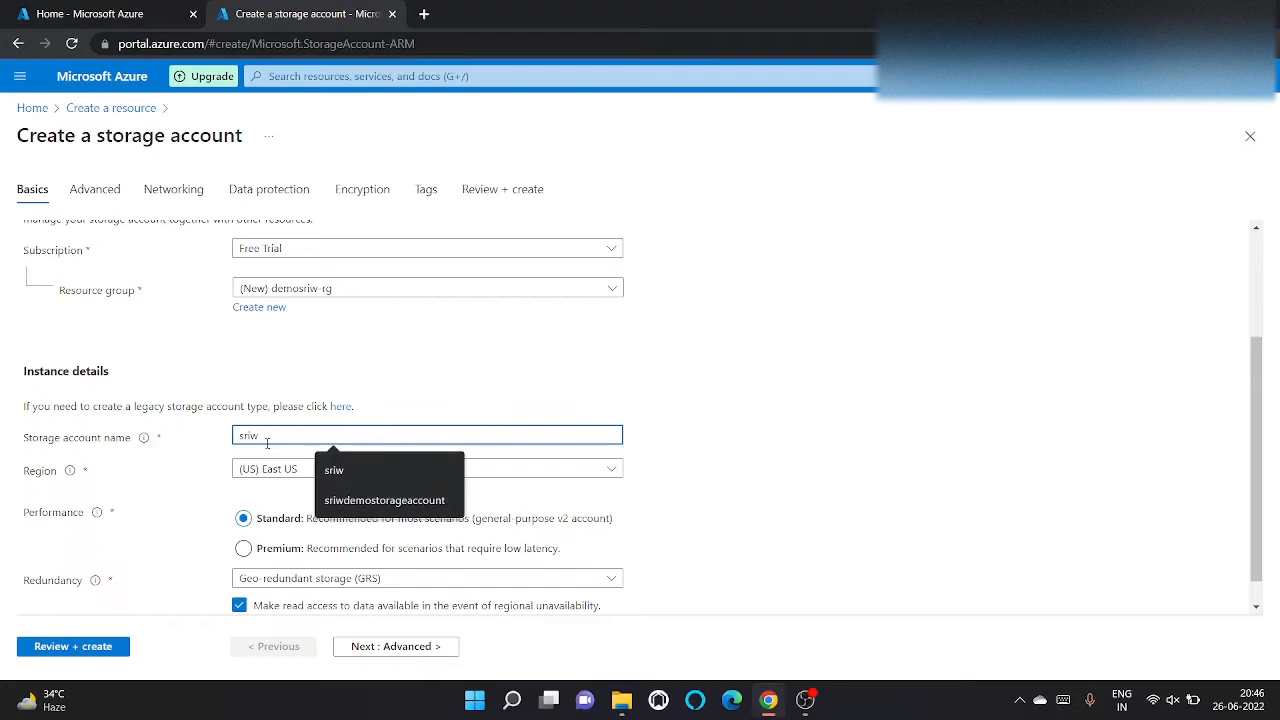 Home - Microsoft Azure
Create a storage account - Micro
portal.azure.com/#create/Microsoft.StorageAccount-ARM
Microsoft Azure
Upgrade
Search resources, services, and docs (G+/)
Home > Create a resource >
Create a storage account ...
Basics Advanced Networking Data protection Encryption Tags Review + create
manage your storage account together with other resources.
Subscription *
Free Trial
Resource group *
(New) demosriw-rg
Create new
Instance details
If you need to create a legacy storage account type, please click here.
Storage account name *
sriw
sriw
sriwdemostorageaccount
Region *
(US) East US
Performance *
Standard: Recommended for most scenarios (general-purpose v2 account)
Premium: Recommended for scenarios that require low latency.
Redundancy *
Geo-redundant storage (GRS)
Make read access to data available in the event of regional unavailability.
Review + create
< Previous
Next : Advanced >
34°C
Haze
ENG
IN
20:46
26-06-2022